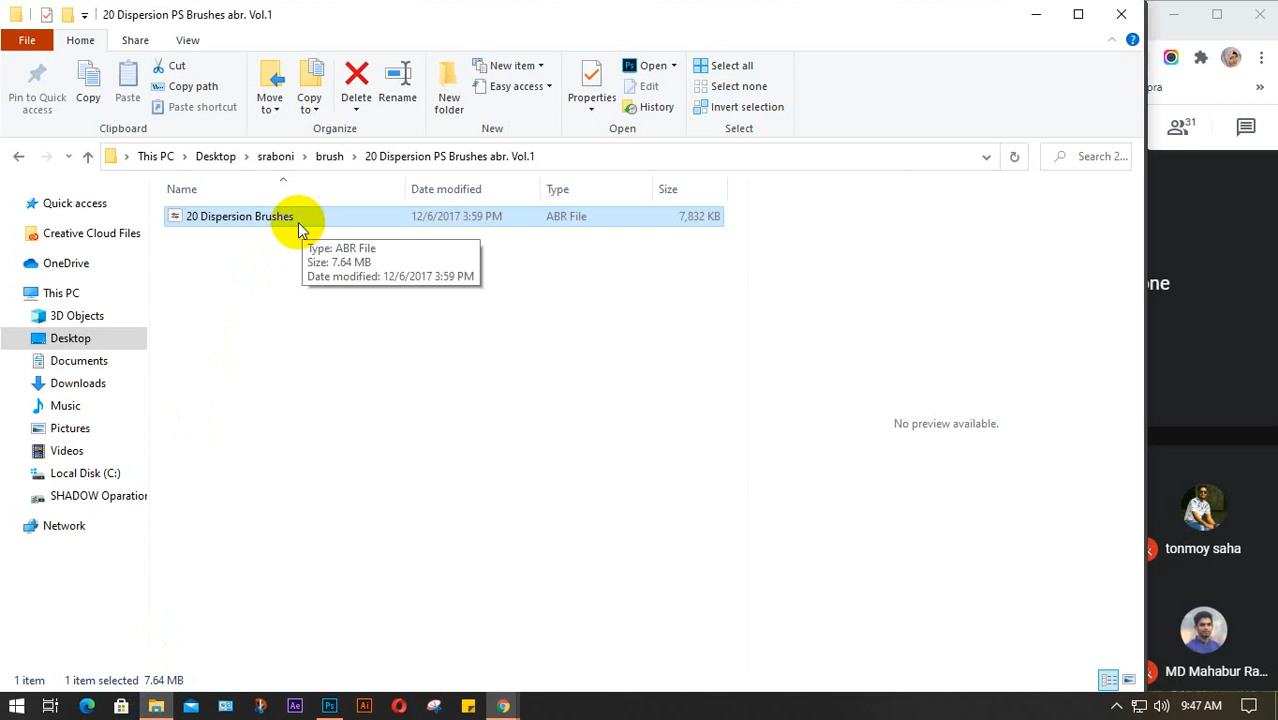 20 Dispersion PS Brushes abr. Vol.1
File Home Share View
Pin to Quick access
Copy
Paste
Cut
Copy path
Paste shortcut
Clipboard
Move to
Copy to
Delete
Rename
Organize
New folder
New item
Easy access
New
Properties
Open
Edit
History
Open
Select all
Select none
Invert selection
Select
This PC Desktop sraboni brush 20 Dispersion PS Brushes abr. Vol.1
Search 2...
Name Date modified Type Size
20 Dispersion Brushes 12/6/2017 3:59 PM ABR File 7,832 KB
Type: ABR File
Size: 7.64 MB
Date modified: 12/6/2017 3:59 PM
Quick access
Creative Cloud Files
OneDrive
This PC
3D Objects
Desktop
Documents
Downloads
Music
Pictures
Videos
Local Disk (C:)
SHADOW Oparation
Network
No preview available.
1 item 1 item selected 7.64 MB
ora
31
one
tonmoy saha
MD Mahabur Ra...
Ae Ps Ai
9:47 AM